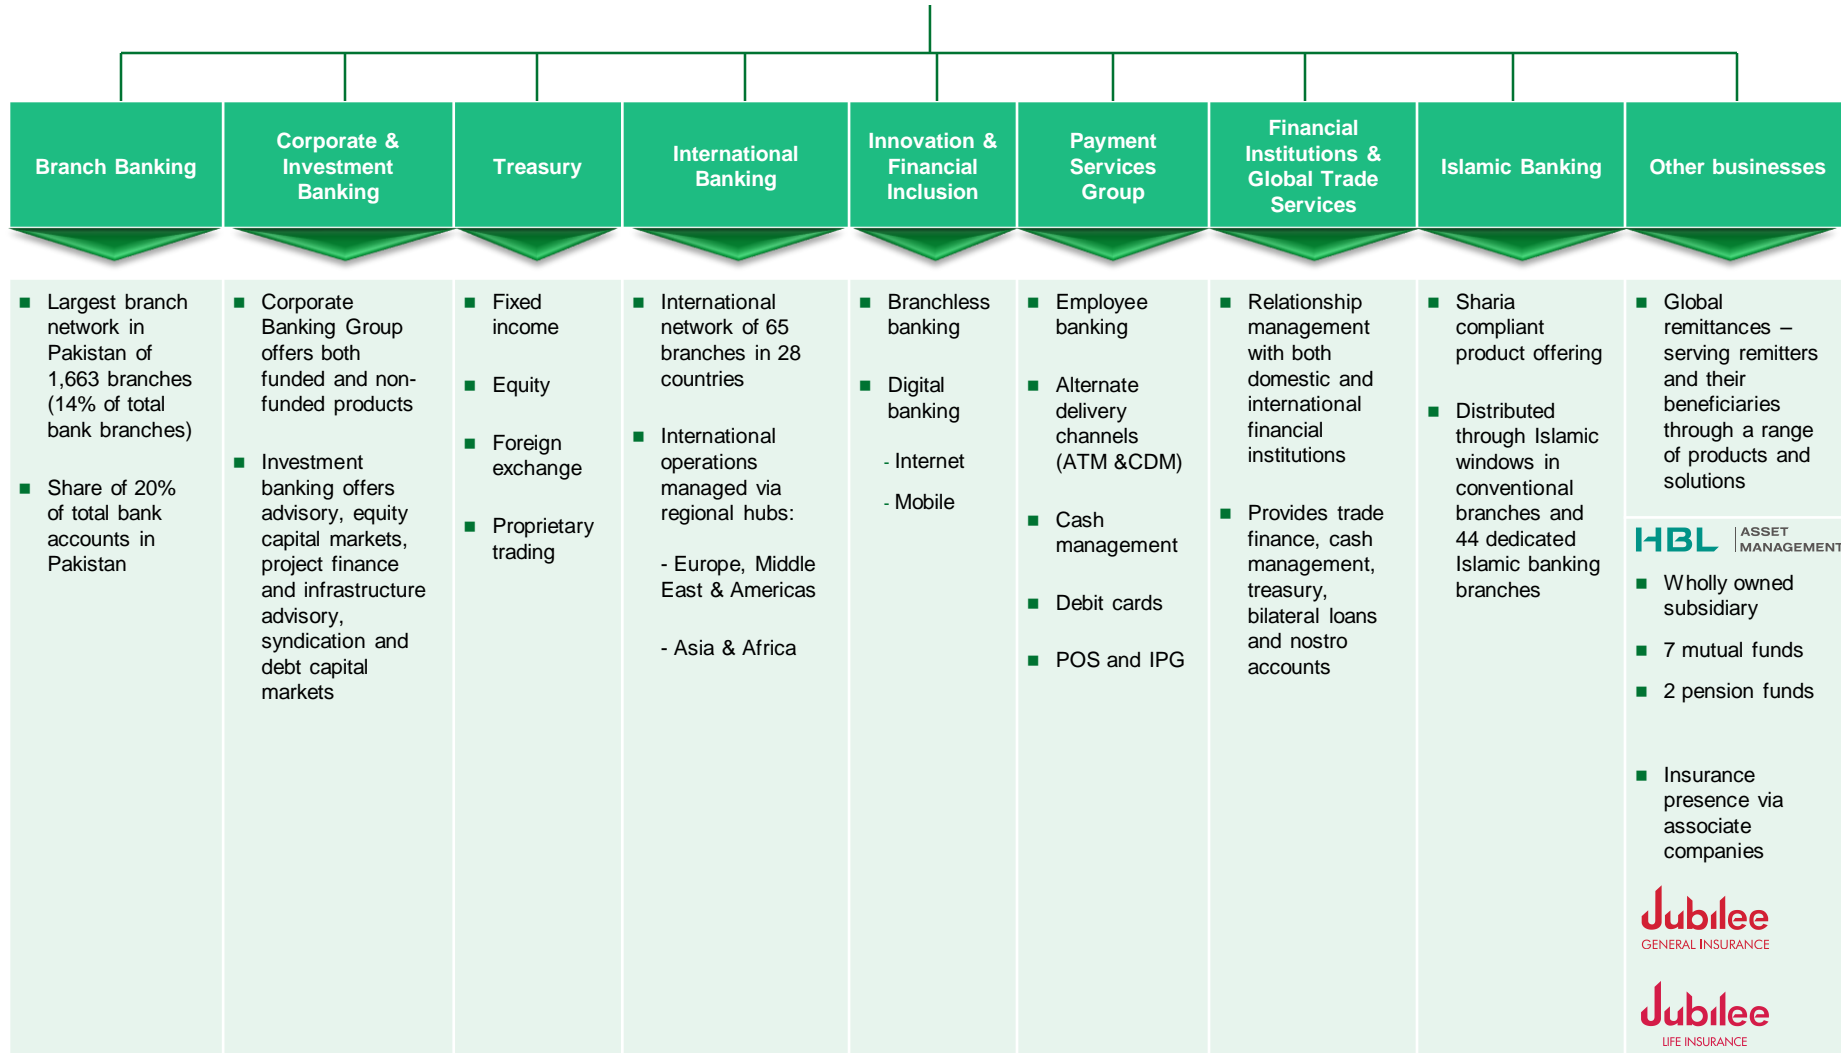 Branch Banking
Corporate &
Investment
Banking
Treasury
International
Banking
Innovation &
Financial
Inclusion
Payment
Services
Group
Financial
Institutions &
Global Trade
Services
Islamic Banking
Other businesses
Largest branch
network in
Pakistan of
1,663 branches
(14% of total
bank branches)
Share of 20%
of total bank
accounts in
Pakistan
Corporate
Banking Group
offers both
funded and non-
funded products
Investment
banking offers
advisory, equity
capital markets,
project finance
and infrastructure
advisory,
syndication and
debt capital
markets
Fixed
income
Equity
Foreign
exchange
Proprietary
trading
International
network of 65
branches in 28
countries
International
operations
managed via
regional hubs:
- Europe, Middle
East & Americas
- Asia & Africa
Branchless
banking
Digital
banking
- Internet
- Mobile
Employee
banking
Alternate
delivery
channels
(ATM &CDM)
Cash
management
Debit cards
POS and IPG
Relationship
management
with both
domestic and
international
financial
institutions
Provides trade
finance, cash
management,
treasury,
bilateral loans
and nostro
accounts
Sharia
compliant
product offering
Distributed
through Islamic
windows in
conventional
branches and
44 dedicated
Islamic banking
branches
Global
remittances –
serving remitters
and their
beneficiaries
through a range
of products and
solutions
HBL ASSET
MANAGEMENT
Wholly owned
subsidiary
7 mutual funds
2 pension funds
Insurance
presence via
associate
companies
Jubilee
GENERAL INSURANCE
Jubilee
LIFE INSURANCE